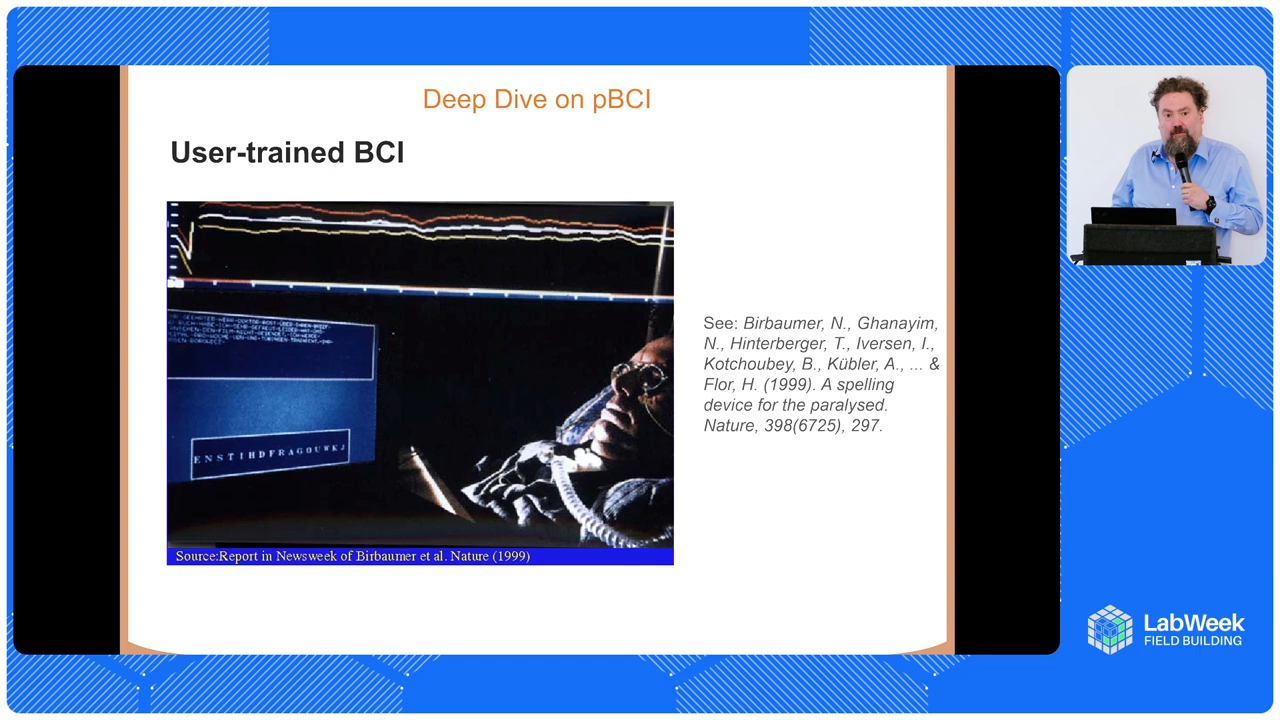 Deep Dive on pBCI
User-trained BCI
ENSTIHDFRAGOUWKJ
Source:Report in Newsweek of Birbaumer et al. Nature (1999)
See: Birbaumer, N., Ghanayim,
N., Hinterberger, T., Iversen, I.,
Kotchoubey, B., Kübler, A., ... &
Flor, H. (1999). A spelling
device for the paralysed.
Nature, 398(6725), 297.
LabWeek
FIELD BUILDING